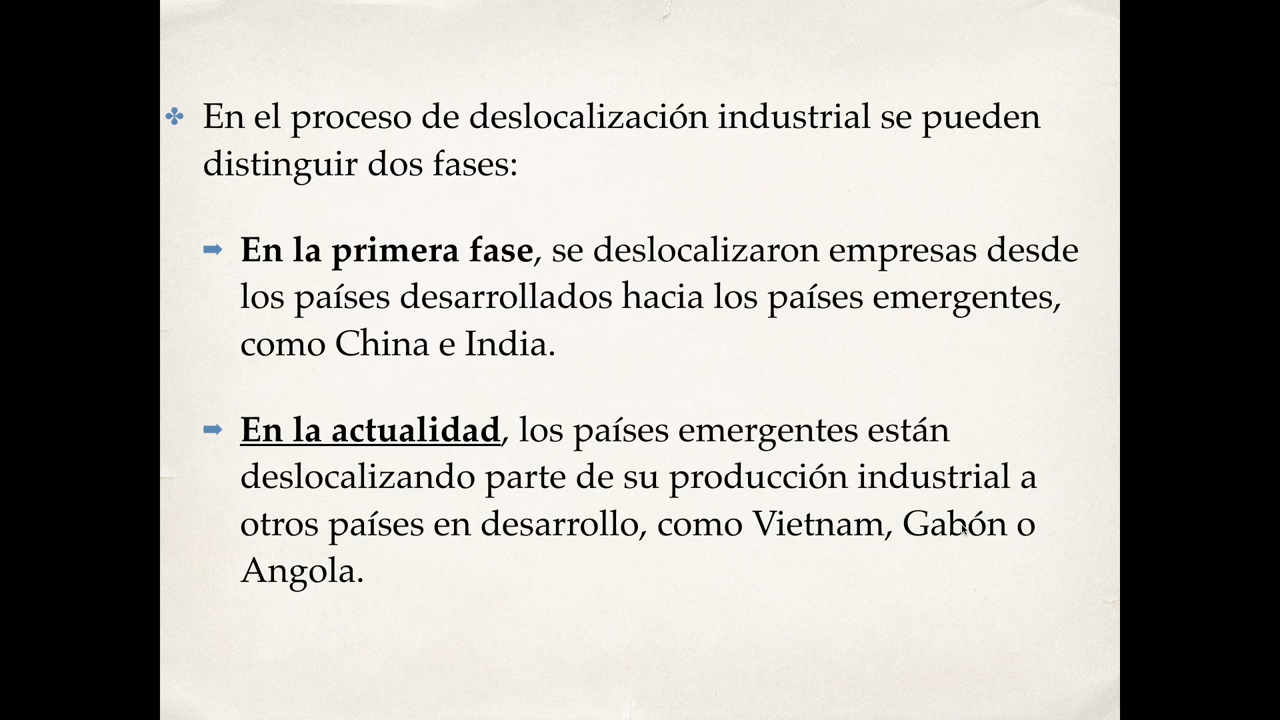 En el proceso de deslocalización industrial se pueden
distinguir dos fases:
En la primera fase, se deslocalizaron empresas desde
los países desarrollados hacia los países emergentes,
como China e India.
En la actualidad, los países emergentes están
deslocalizando parte de su producción industrial a
otros países en desarrollo, como Vietnam, Gabón o
Angola.